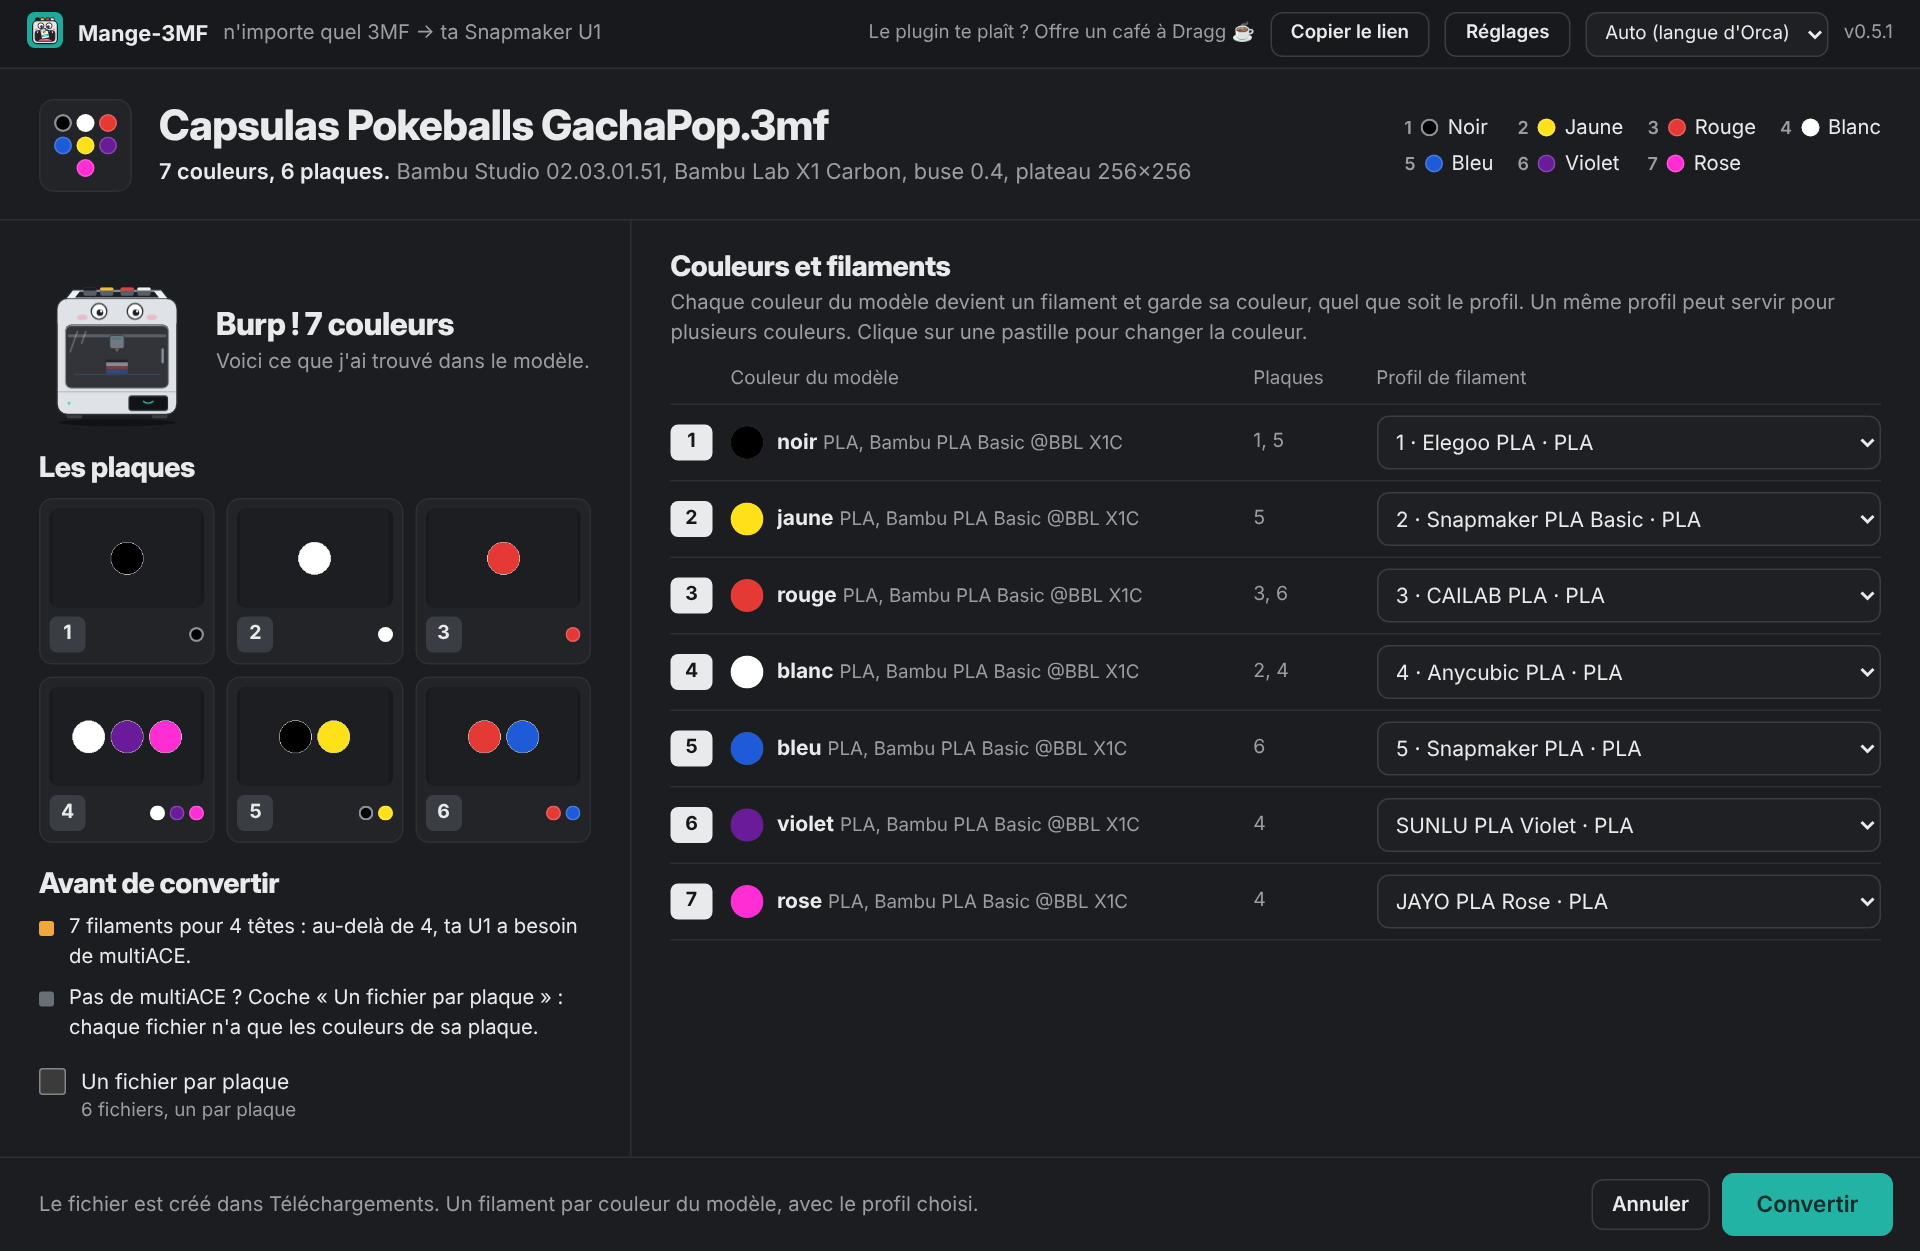 Mange-3MF n'importe quel 3MF → ta Snapmaker U1
Le plugin te plaît ? Offre un café à Dragg ☕ Copier le lien Réglages Auto (langue d'Orca) v0.5.1
Capsulas Pokeballs GachaPop.3mf
7 couleurs, 6 plaques. Bambu Studio 02.03.01.51, Bambu Lab X1 Carbon, buse 0.4, plateau 256×256
1 Noir 2 Jaune 3 Rouge 4 Blanc
5 Bleu 6 Violet 7 Rose
Burp ! 7 couleurs
Voici ce que j'ai trouvé dans le modèle.
Les plaques
1 2 3
4 5 6
Avant de convertir
7 filaments pour 4 têtes : au-delà de 4, ta U1 a besoin
de multiACE.
Pas de multiACE ? Coche « Un fichier par plaque » :
chaque fichier n'a que les couleurs de sa plaque.
Un fichier par plaque
6 fichiers, un par plaque
Couleurs et filaments
Chaque couleur du modèle devient un filament et garde sa couleur, quel que soit le profil. Un même profil peut servir pour
plusieurs couleurs. Clique sur une pastille pour changer la couleur.
Couleur du modèle Plaques Profil de filament
1 noir PLA, Bambu PLA Basic @BBL X1C 1, 5 1 · Elegoo PLA · PLA
2 jaune PLA, Bambu PLA Basic @BBL X1C 5 2 · Snapmaker PLA Basic · PLA
3 rouge PLA, Bambu PLA Basic @BBL X1C 3, 6 3 · CAILAB PLA · PLA
4 blanc PLA, Bambu PLA Basic @BBL X1C 2, 4 4 · Anycubic PLA · PLA
5 bleu PLA, Bambu PLA Basic @BBL X1C 6 5 · Snapmaker PLA · PLA
6 violet PLA, Bambu PLA Basic @BBL X1C 4 SUNLU PLA Violet · PLA
7 rose PLA, Bambu PLA Basic @BBL X1C 4 JAYO PLA Rose · PLA
Le fichier est créé dans Téléchargements. Un filament par couleur du modèle, avec le profil choisi.
Annuler Convertir